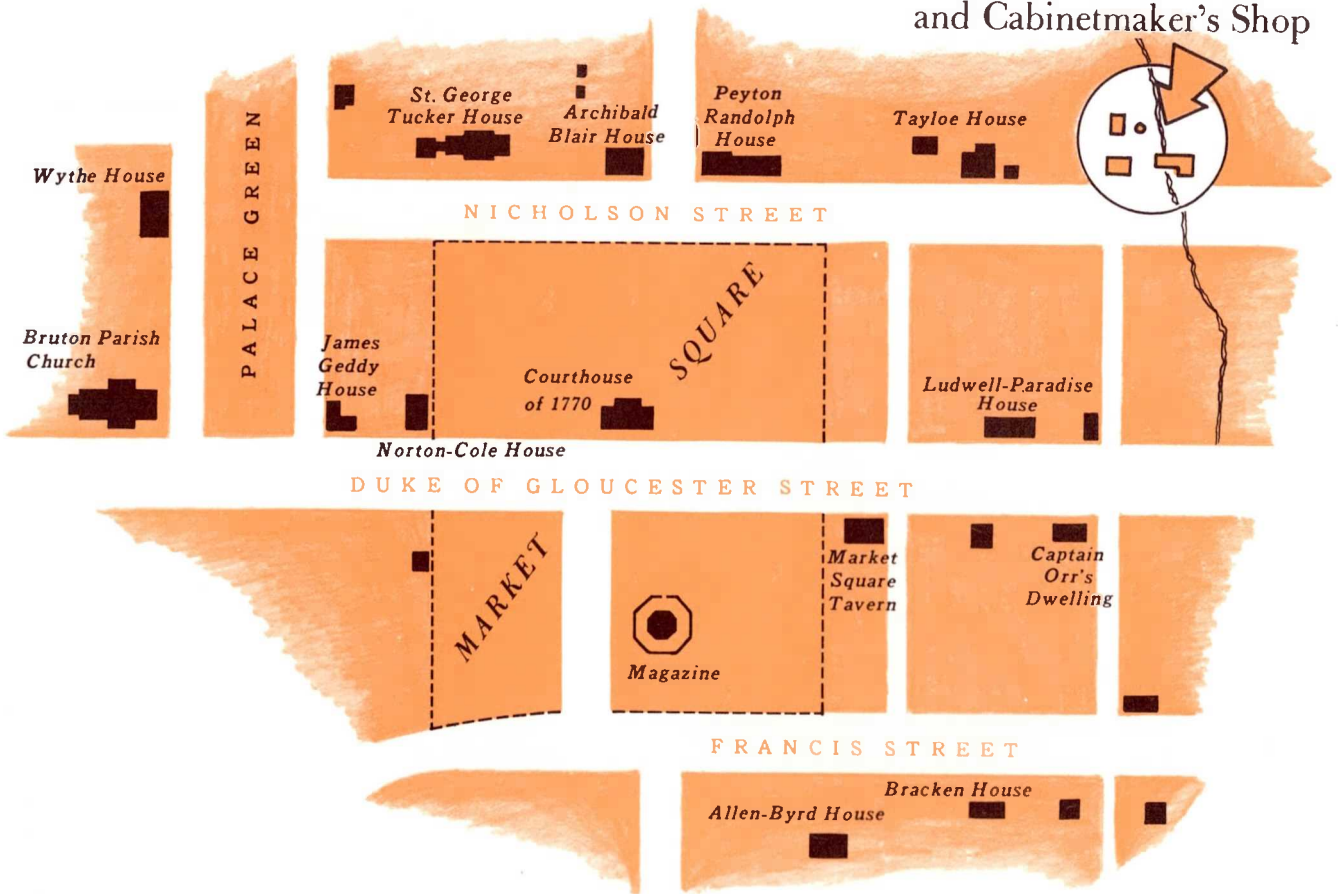 and Cabinetmaker's Shop
St. George
Tucker House
Archibald
Blair House
Peyton
Randolph
House
Tayloe House
Wythe House
PALACE GREEN
NICHOLSON STREET
Bruton Parish
Church
James
Geddy
House
Norton-Cole House
Courthouse
of 1770
SQUARE
Ludwell-Paradise
House
DUKE OF GLOUCESTER STREET
MARKET
Magazine
Market
Square
Tavern
Captain
Orr's
Dwelling
FRANCIS STREET
Bracken House
Allen-Byrd House